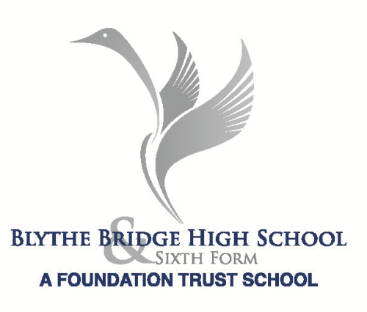 BLYTHE BRIDGE HIGH SCHOOL
& SIXTH FORM
A FOUNDATION TRUST SCHOOL